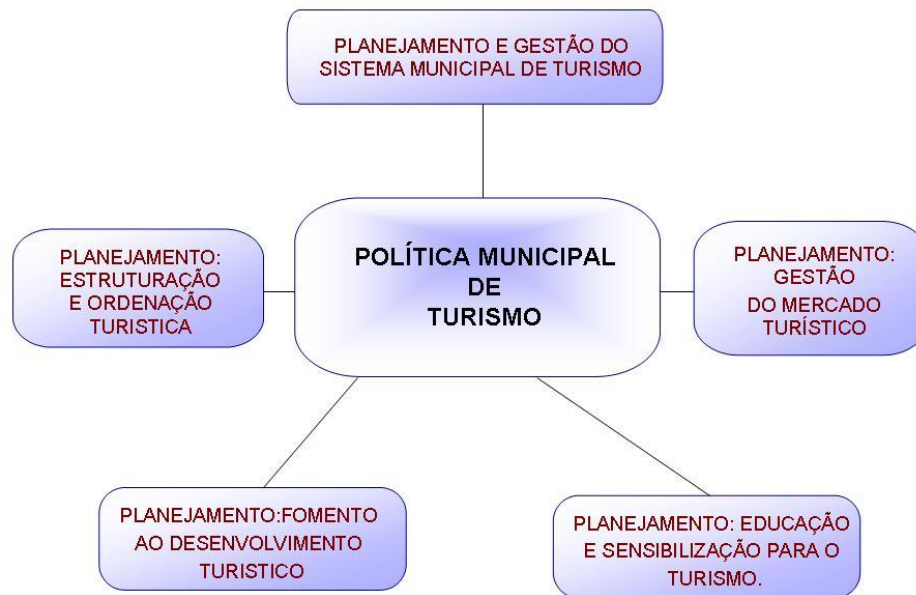 PLANEJAMENTO E GESTÃO DO
SISTEMA MUNICIPAL DE TURISMO
PLANEJAMENTO:
ESTRUTURAÇÃO
E ORDENAÇÃO
TURISTICA
POLÍTICA MUNICIPAL
DE
TURISMO
PLANEJAMENTO:
GESTÃO
DO MERCADO
TURÍSTICO
PLANEJAMENTO:FOMENTO
AO DESENVOLVIMENTO
TURISTICO
PLANEJAMENTO: EDUCAÇÃO
E SENSIBILIZAÇÃO PARA O
TURISMO.